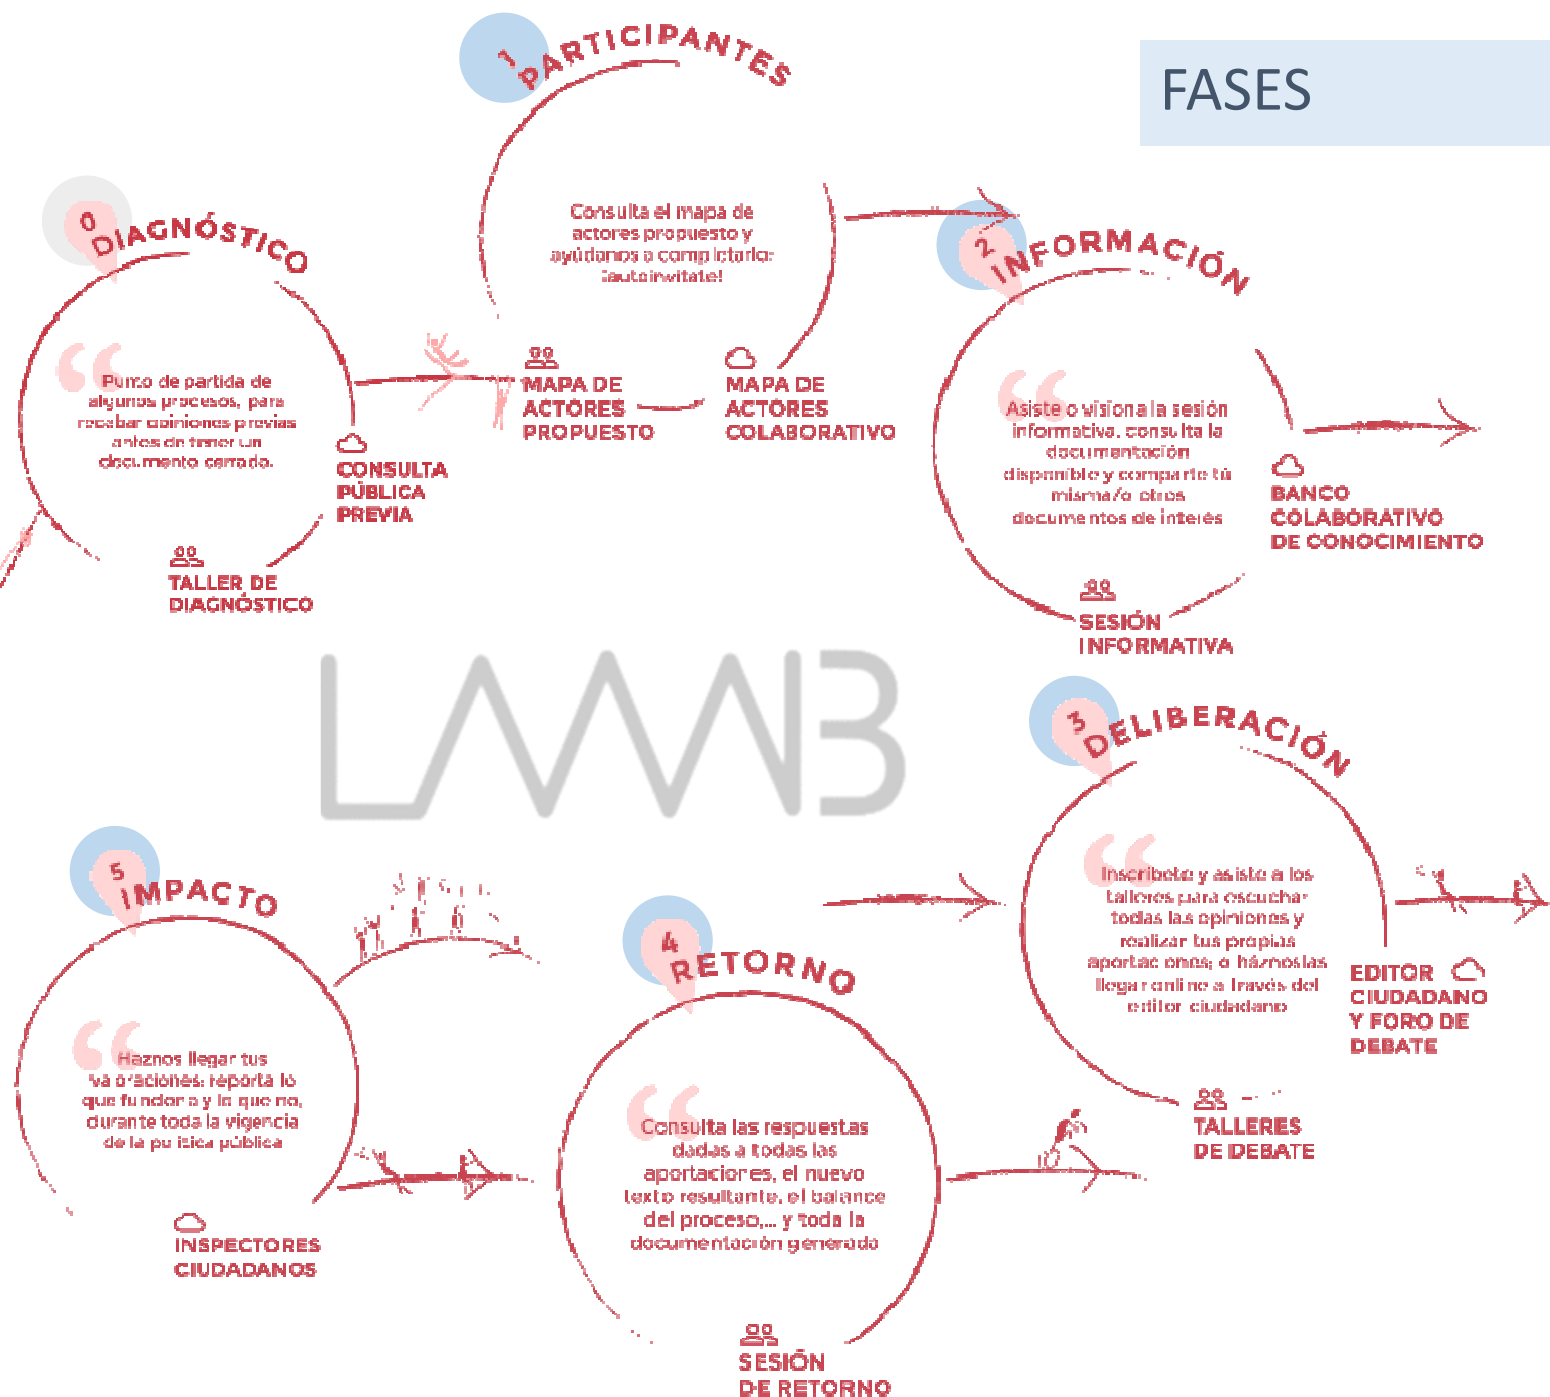 FASES
0
DIAGNÓSTICO
Punto de partida de
algunos procesos, para
recabar opiniones previas
antes de tener un
documento cerrado.
CONSULTA
PÚBLICA
PREVIA
TALLER DE
DIAGNÓSTICO
1
PARTICIPANTES
Consulta el mapa de
actores propuesto y
ayúdanos a completarlo:
¡autoinvítate!
MAPA DE
ACTORES
PROPUESTO
MAPA DE
ACTORES
COLABORATIVO
2
INFORMACIÓN
Asiste o visiona la sesión
informativa, consulta la
documentación
disponible y comparte tú
misma/o otros
documentos de interés
BANCO
COLABORATIVO
DE CONOCIMIENTO
SESIÓN
INFORMATIVA
LAAAB
3
DELIBERACIÓN
Inscríbete y asiste a los
talleres para escuchar
todas las opiniones y
realizar tus propias
aportaciones; o háznoslas
llegar online a través del
editor ciudadano
EDITOR
CIUDADANO
Y FORO DE
DEBATE
TALLERES
DE DEBATE
4
RETORNO
Consulta las respuestas
dadas a todas las
aportaciones, el nuevo
texto resultante, el balance
del proceso,... y toda la
documentación generada
SESIÓN
DE RETORNO
5
IMPACTO
Haznos llegar tus
valoraciones: reporta lo
que funciona y lo que no,
durante toda la vigencia
de la política pública
INSPECTORES
CIUDADANOS